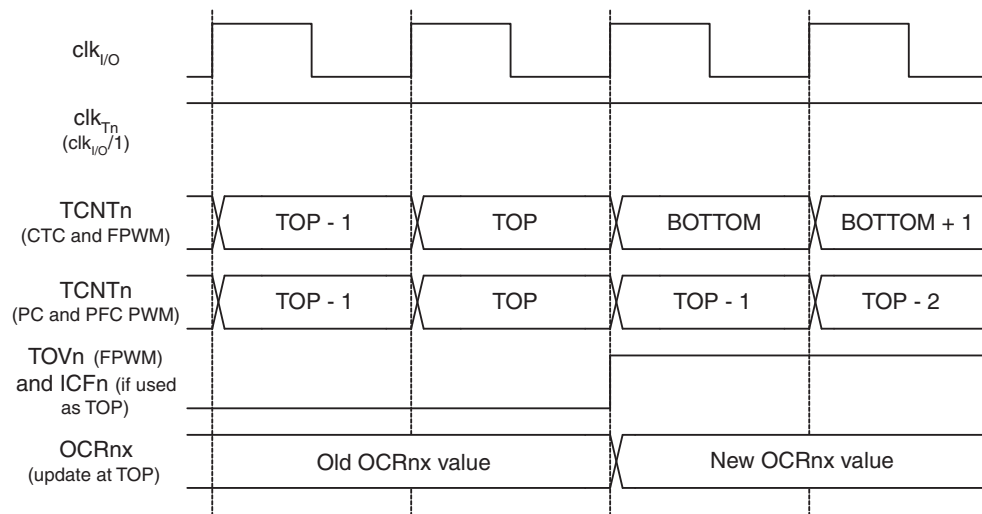 clkI/O
clkTn
(clkI/O/1)
TCNTn
(CTC and FPWM)
TOP - 1
TOP
BOTTOM
BOTTOM + 1
TCNTn
(PC and PFC PWM)
TOP - 1
TOP
TOP - 1
TOP - 2
TOVn (FPWM)
and ICFn (if used
as TOP)
OCRnx
(update at TOP)
Old OCRnx value
New OCRnx value